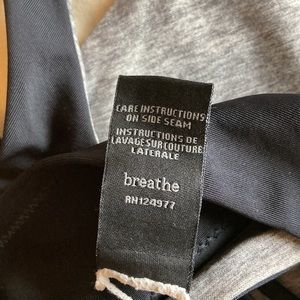 CARE INSTRUCTIONS
ON SIDE SEAM
INSTRUCTIONS DE
LAVAGE SUR COUTURE
LATERALE
breathe
RN124977